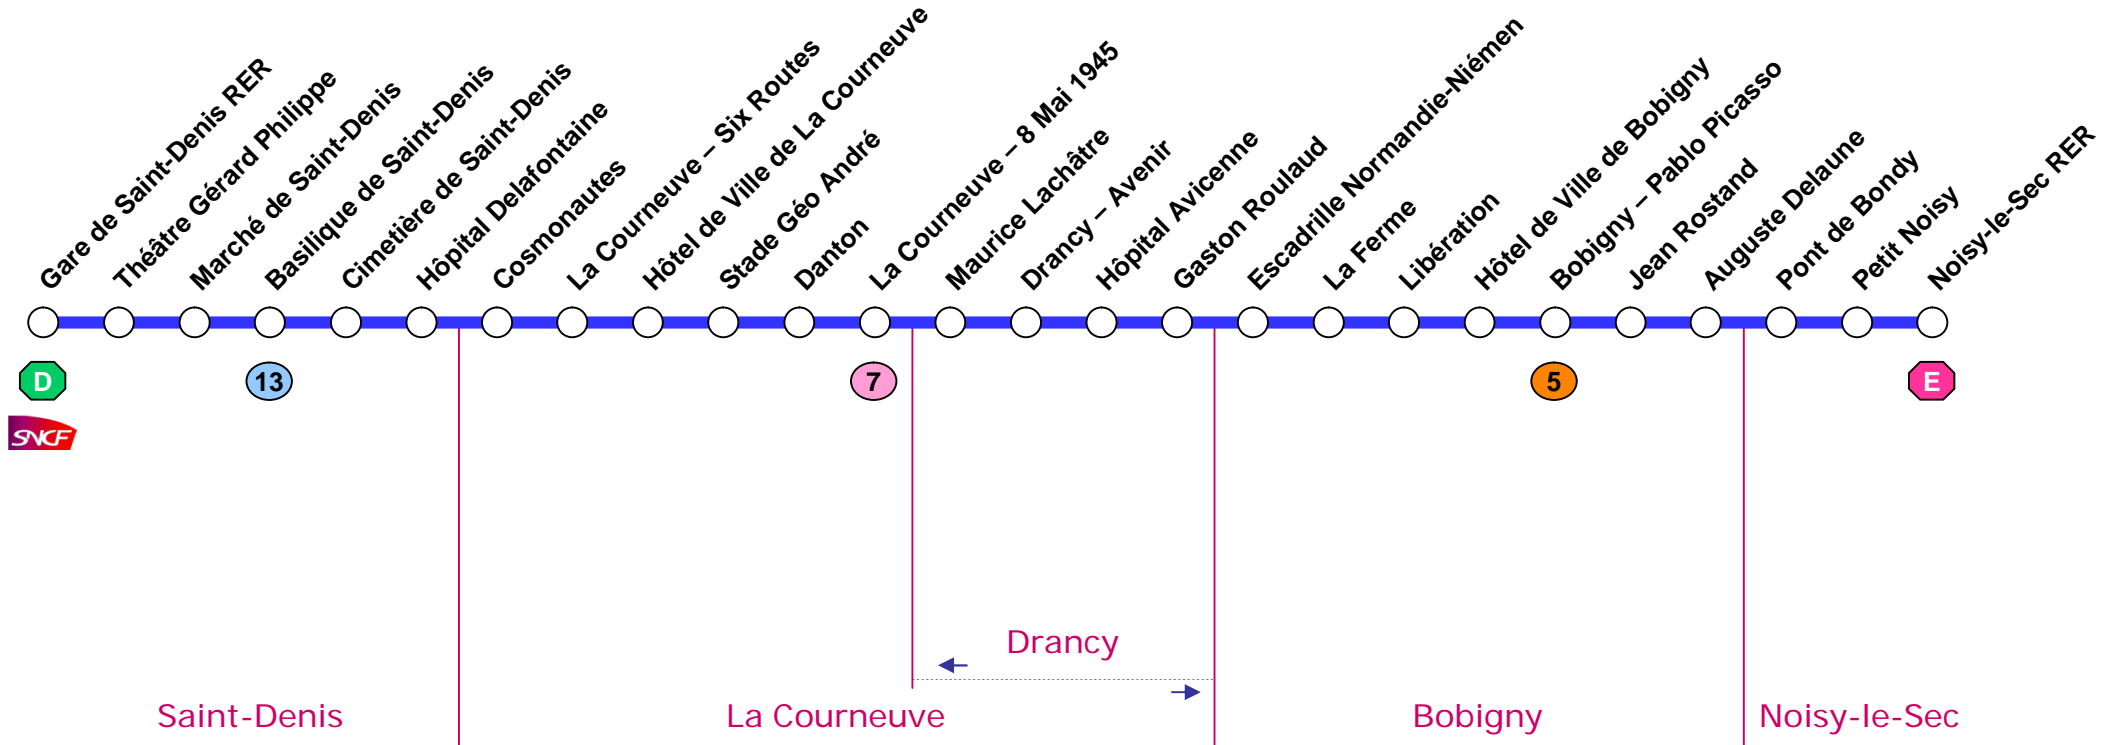 Gare de Saint-Denis RER
Théâtre Gérard Philippe
Marché de Saint-Denis
Basilique de Saint-Denis
Cimetière de Saint-Denis
Hôpital Delafontaine
Cosmonautes
La Courneuve – Six Routes
Hôtel de Ville de La Courneuve
Stade Géo André
Danton
La Courneuve – 8 Mai 1945
Maurice Lachâtre
Drancy – Avenir
Hôpital Avicenne
Gaston Roulaud
Escadrille Normandie-Niémen
La Ferme
Libération
Hôtel de Ville de Bobigny
Bobigny – Pablo Picasso
Jean Rostand
Auguste Delaune
Pont de Bondy
Petit Noisy
Noisy-le-Sec RER
D
13
7
5
E
SNCF
Drancy
Saint-Denis
La Courneuve
Bobigny
Noisy-le-Sec